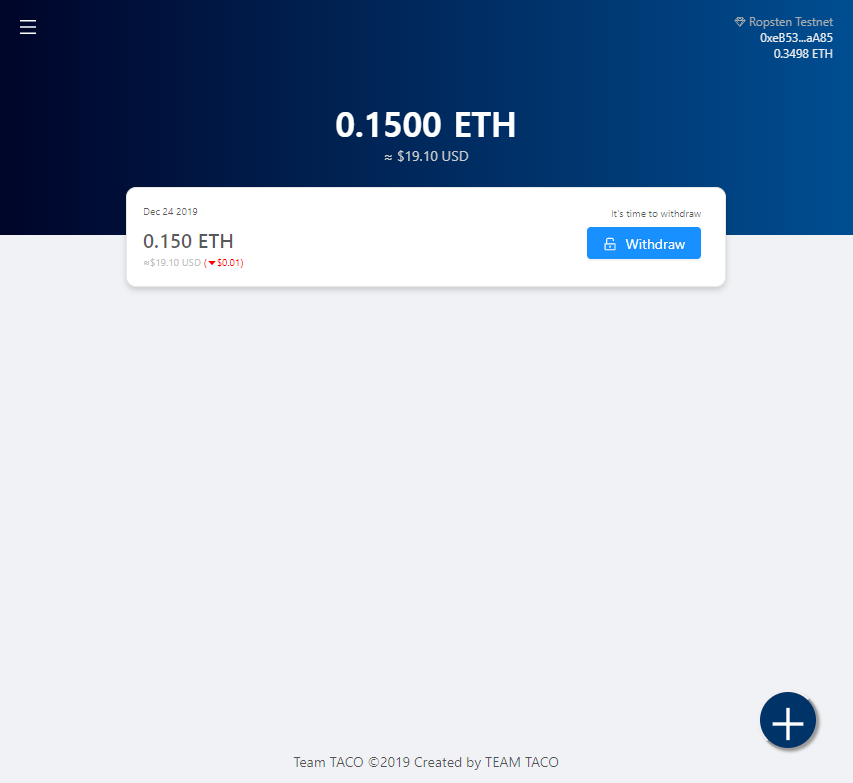 Ropsten Testnet
0xeB53...aA85
0.3498 ETH
0.1500 ETH
≈ $19.10 USD
Dec 24 2019
It's time to withdraw
0.150 ETH
Withdraw
≈$19.10 USD (▼$0.01)
Team TACO ©2019 Created by TEAM TACO